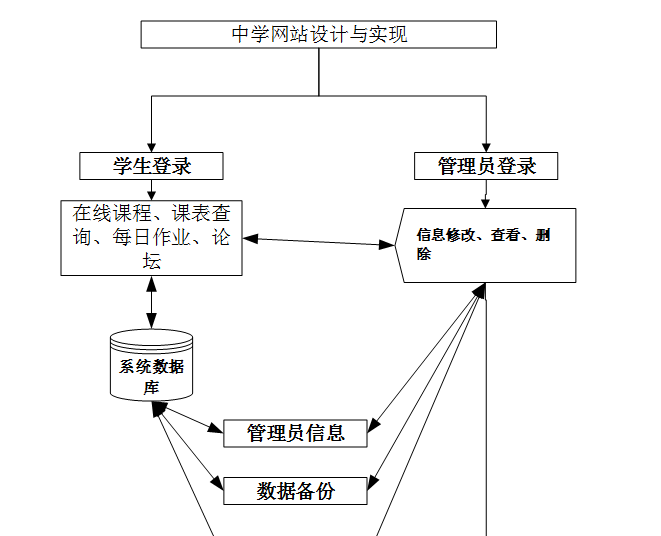 中学网站设计与实现
学生登录
管理员登录
在线课程、课表查
询、每日作业、论
坛
信息修改、查看、删
除
系统数据
库
管理员信息
数据备份